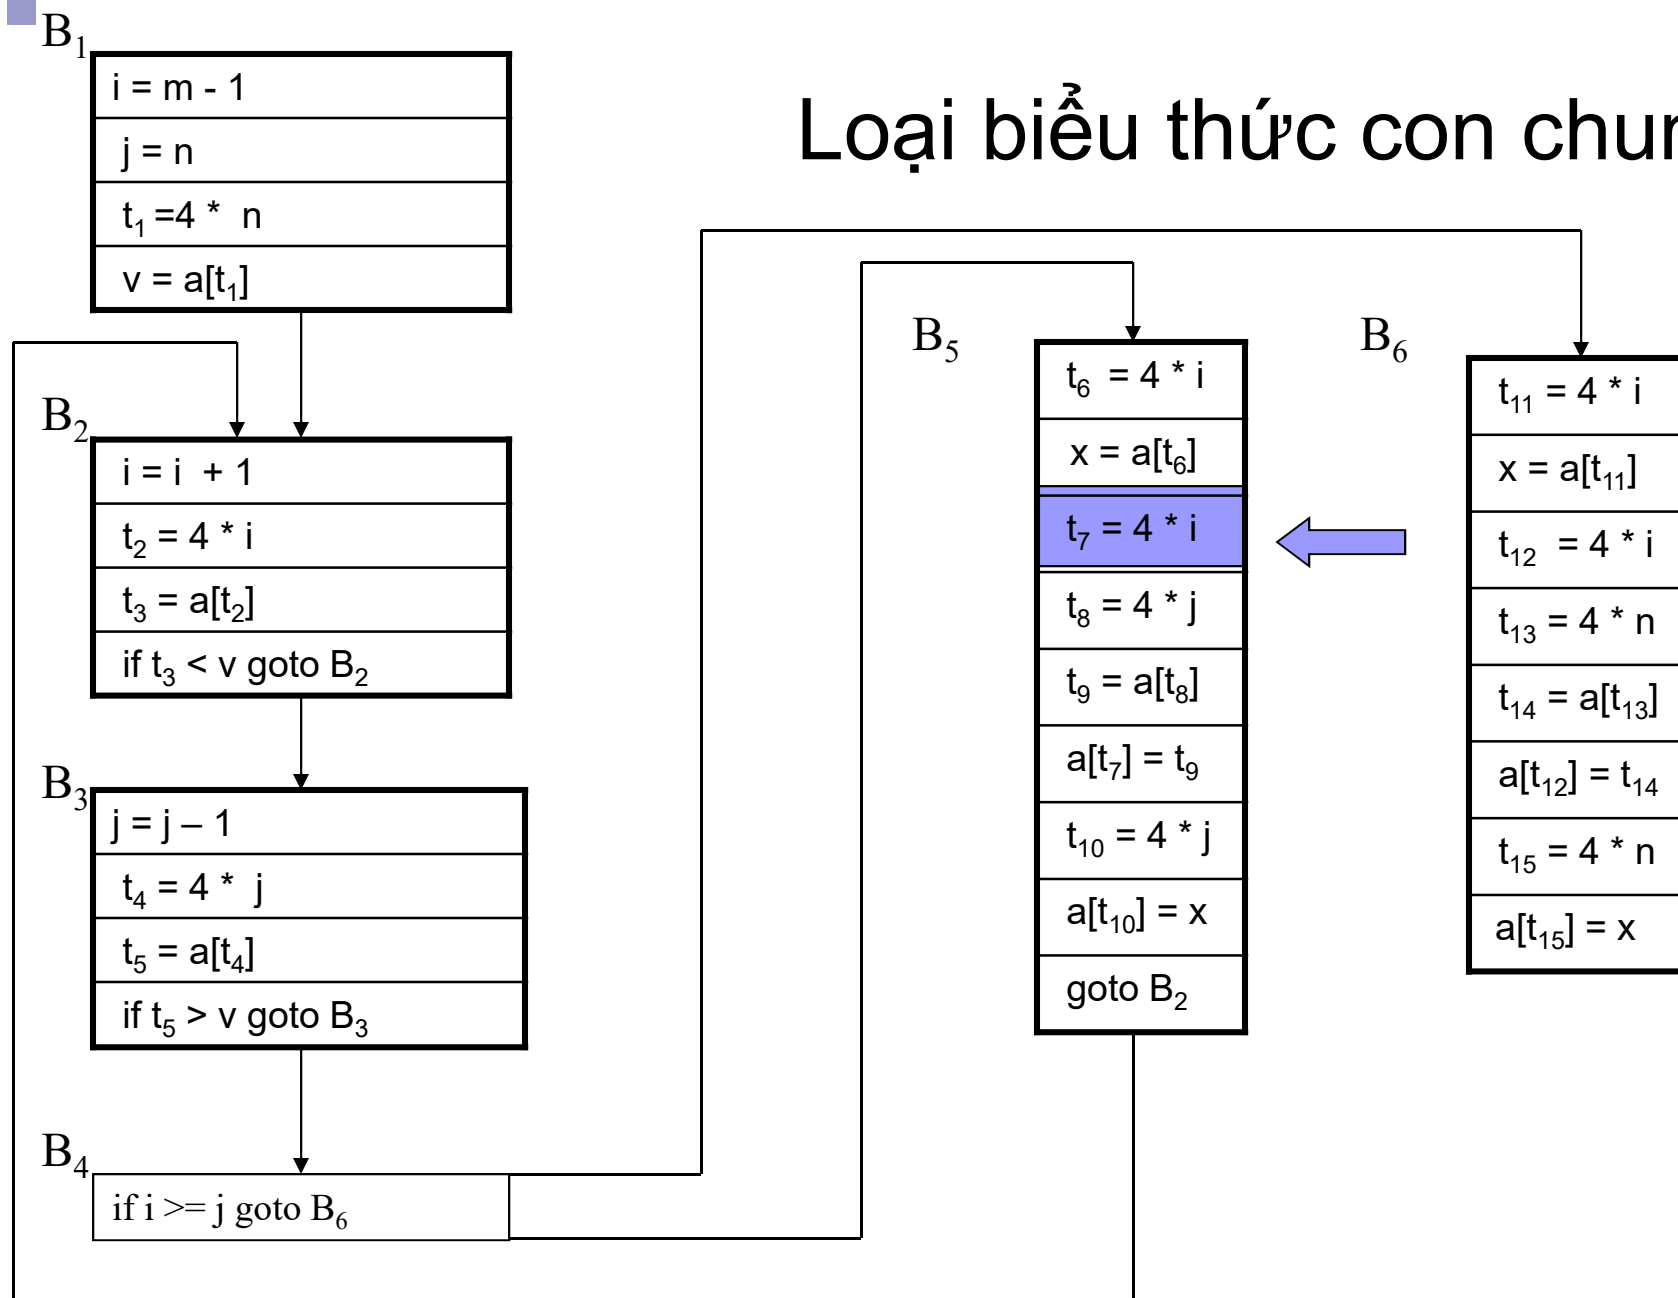 B₁
i = m - 1
j = n
t₁ =4 * n
v = a[t₁]
Loại biểu thức con
B₂
i = i + 1
t₂ = 4 * i
t₃ = a[t₂]
if t₃ < v goto B₂
B₃
j = j – 1
t₄ = 4 * j
t₅ = a[t₄]
if t₅ > v goto B₃
B₄
if i >= j goto B₆
B₅
t₆ = 4 * i
x = a[t₆]
t₇ = 4 * i
t₈ = 4 * j
t₉ = a[t₈]
a[t₇] = t₉
t₁₀ = 4 * j
a[t₁₀] = x
goto B₂
B₆
t₁₁ = 4 * i
x = a[t₁₁]
t₁₂ = 4 * i
t₁₃ = 4 * n
t₁₄ = a[t₁₃]
a[t₁₂] = t₁₄
t₁₅ = 4 * n
a[t₁₅] = x